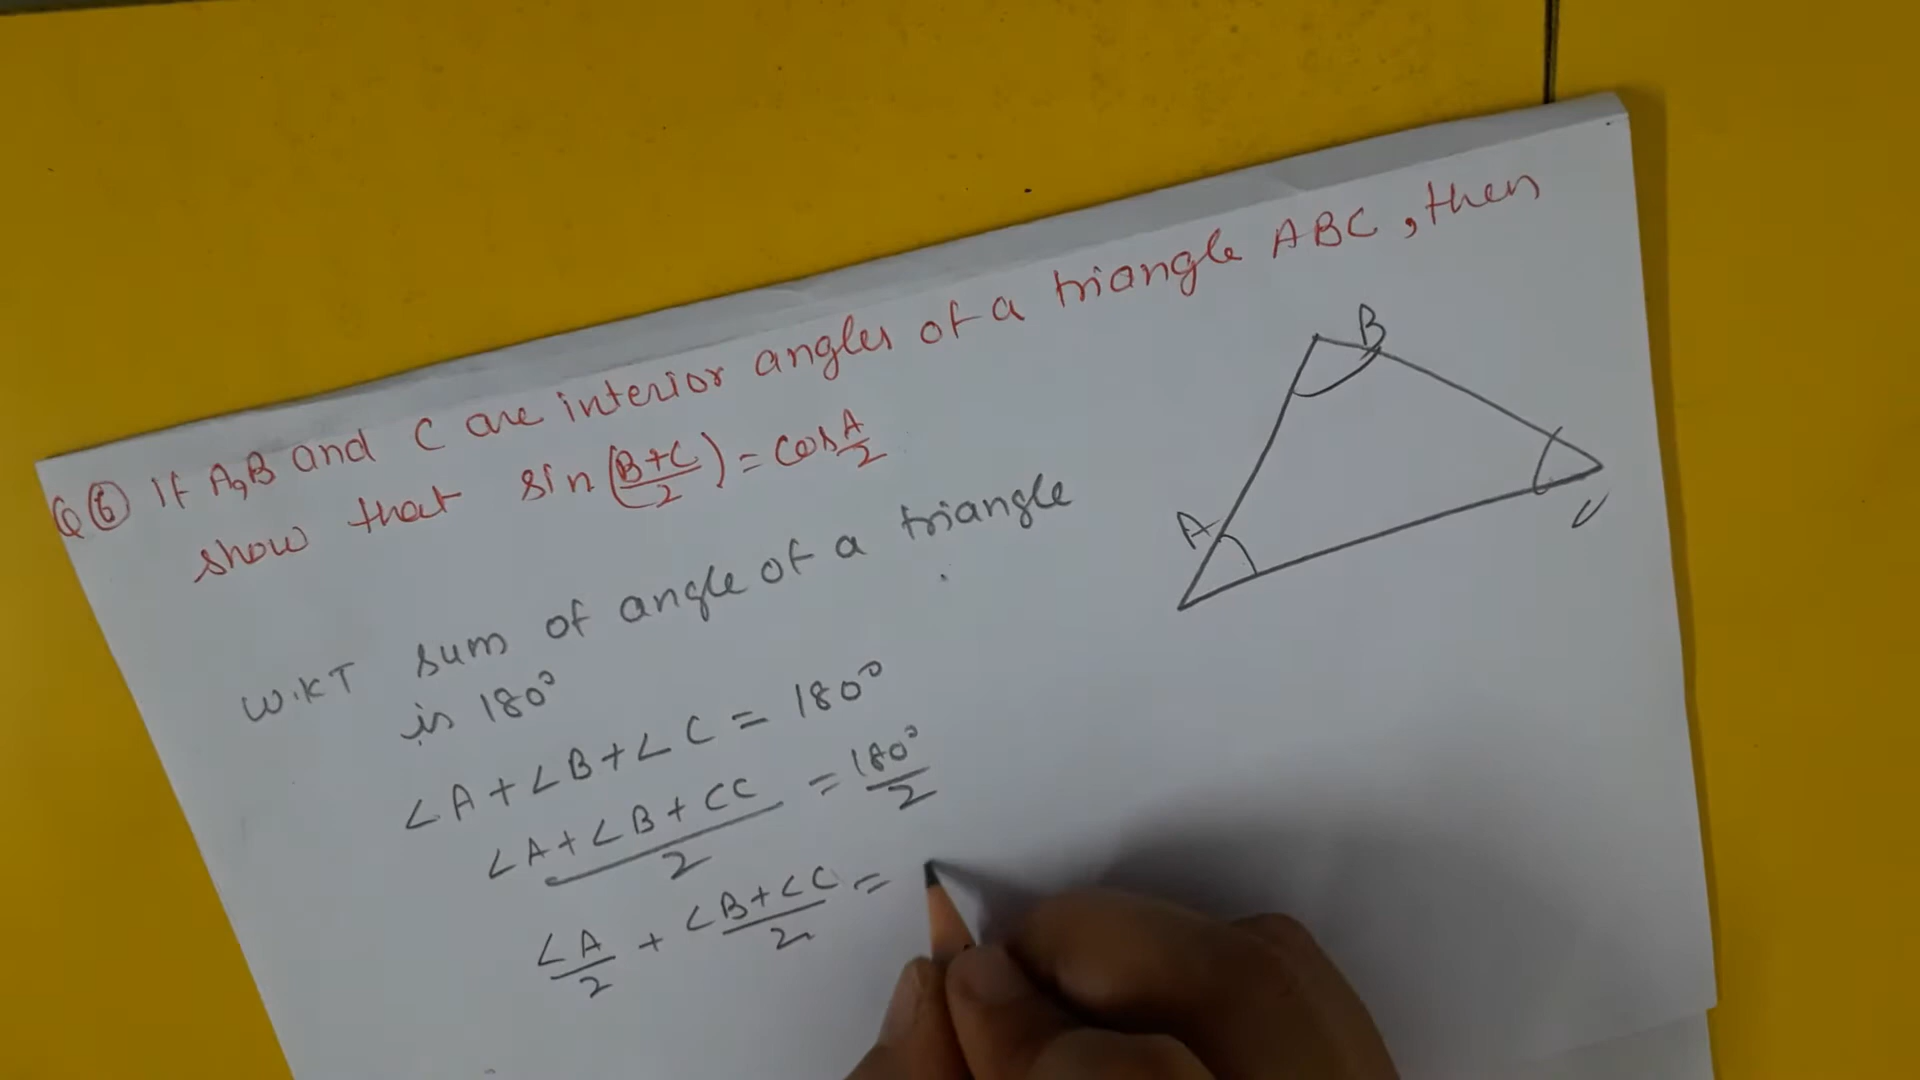 Q⑥ If A,B and C are interior angles of a triangle ABC, then
show that sin(B+C/2) = cos A/2
W.K.T sum of angle of a triangle
is 180°
∠A+∠B+∠C = 180°
∠A+∠B+CC/2 = 180°/2
∠A/2 + ∠B+∠C/2 =
B
A
C